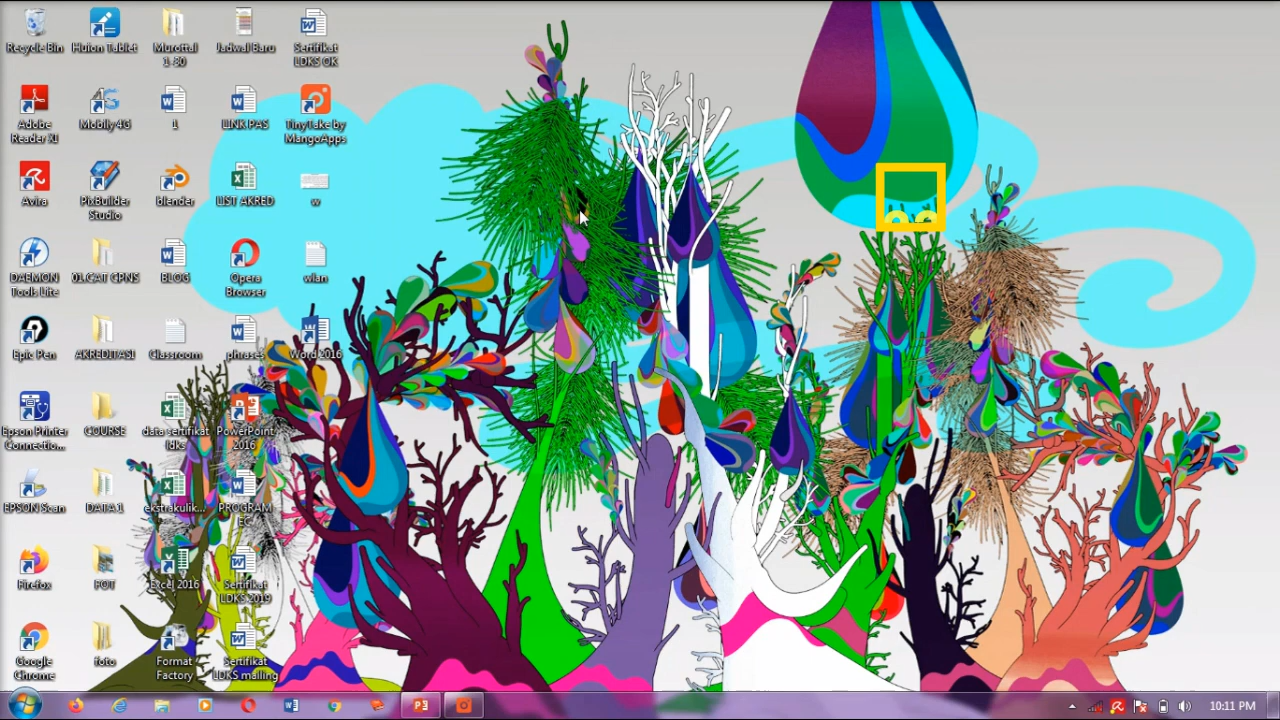 Recycle Bin
Huion Tablet
Murottal
1-30
Jadwal Baru
Sertifikat
LDKS OK
Adobe
Reader XI
Mobily 4G
1
LINK PAS
TinyTake by
MangoApps
Avira
PixBuilder
Studio
blender
LIST AKRED
w
DAEMON
Tools Lite
01.CAT CPNS
BLOG
Opera
Browser
wlan
Epic Pen
AKREDITASI
Classroom
phrases
Word 2016
Epson Printer
Connectio...
COURSE
data sertifikat
ldks
PowerPoint
2016
EPSON Scan
DATA 1
ekstrakulik...
PROGRAM
EC
Firefox
FOT
Excel 2016
Sertifikat
LDKS 2019
Google
Chrome
foto
Format
Factory
Sertifikat
LDKS mailing
10:11 PM